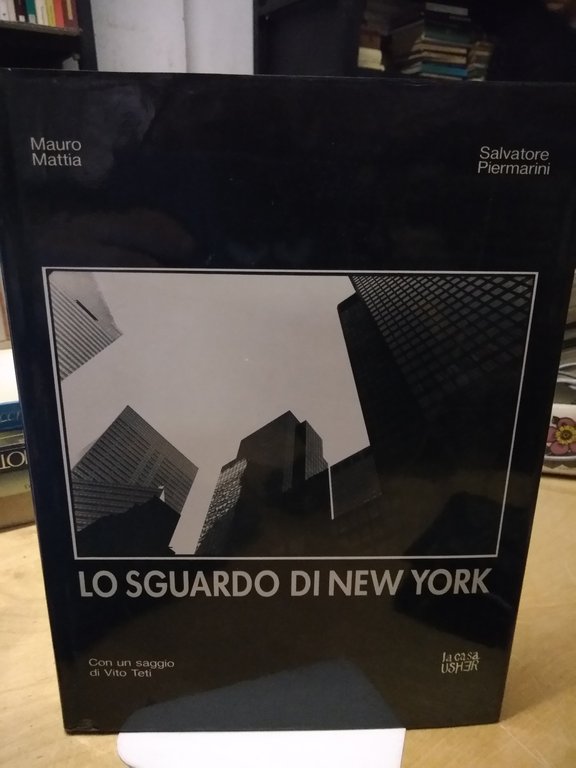 Mauro
Mattia
Salvatore
Piermarini
LO SGUARDO DI NEW YORK
Con un saggio
di Vito Teti
la casa
USHER